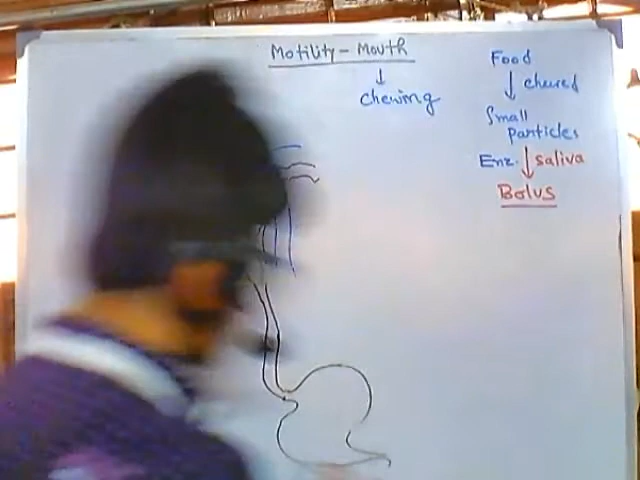 Motility - Mouth
↓
chewing
Food
↓ chewed
Small
particles
Enz. ↓ saliva
Bolus